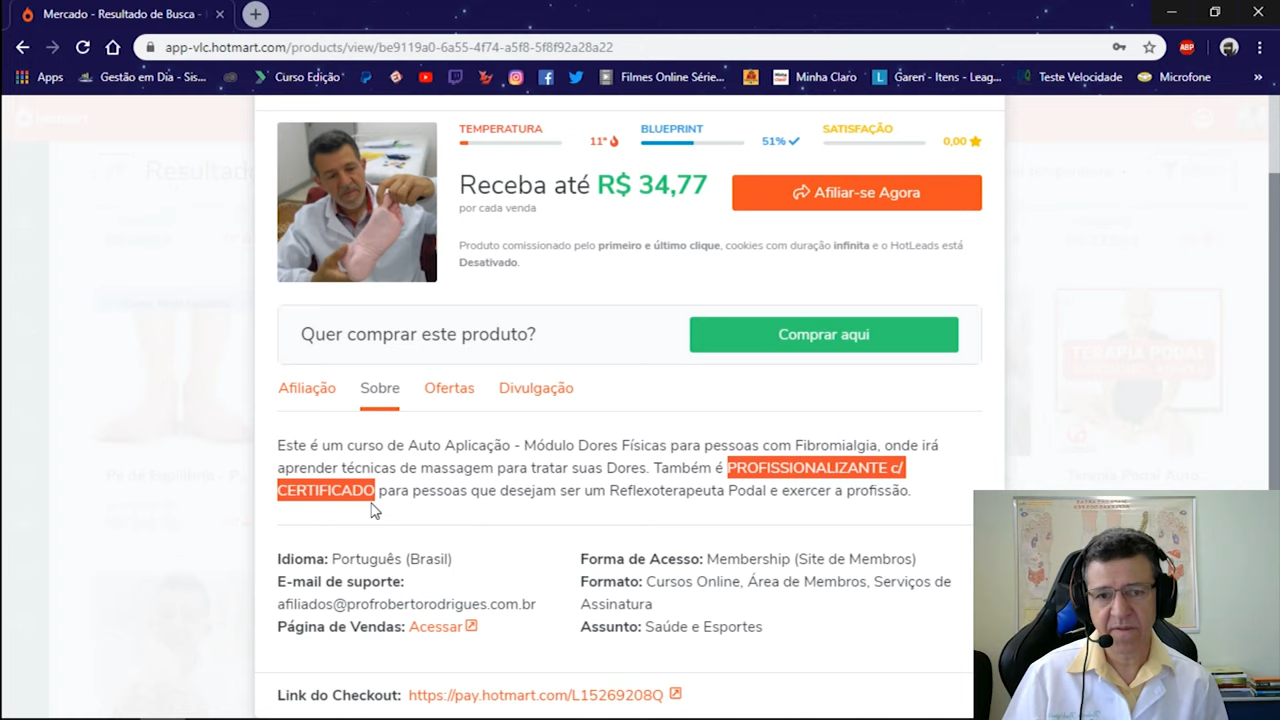 Mercado - Resultado de Busca -
app-vlc.hotmart.com/products/view/be9119a0-6a55-4f74-a5f8-5f8f92a28a22
Apps
Gestão em Dia - Sis...
Curso Edição
Filmes Online Série...
Minha Claro
Garen - Itens - Leag...
Teste Velocidade
Microfone
hotmart
Resultad
TEMPERATURA
11°
BLUEPRINT
51%
SATISFAÇÃO
0,00
Receba até R$ 34,77
por cada venda
Afiliar-se Agora
Produto comissionado pelo primeiro e último clique, cookies com duração infinita e o HotLeads está
Desativado.
Quer comprar este produto?
Comprar aqui
Afiliação
Sobre
Ofertas
Divulgação
Este é um curso de Auto Aplicação - Módulo Dores Físicas para pessoas com Fibromialgia, onde irá
aprender técnicas de massagem para tratar suas Dores. Também é PROFISSIONALIZANTE c/
CERTIFICADO para pessoas que desejam ser um Reflexoterapeuta Podal e exercer a profissão.
Idioma: Português (Brasil)
E-mail de suporte:
afiliados@profrobertorodrigues.com.br
Página de Vendas: Acessar
Forma de Acesso: Membership (Site de Membros)
Formato: Cursos Online, Área de Membros, Serviços de
Assinatura
Assunto: Saúde e Esportes
Link do Checkout: https://pay.hotmart.com/L15269208Q
TERAPIA PODAL
Terapia Podal Auto...